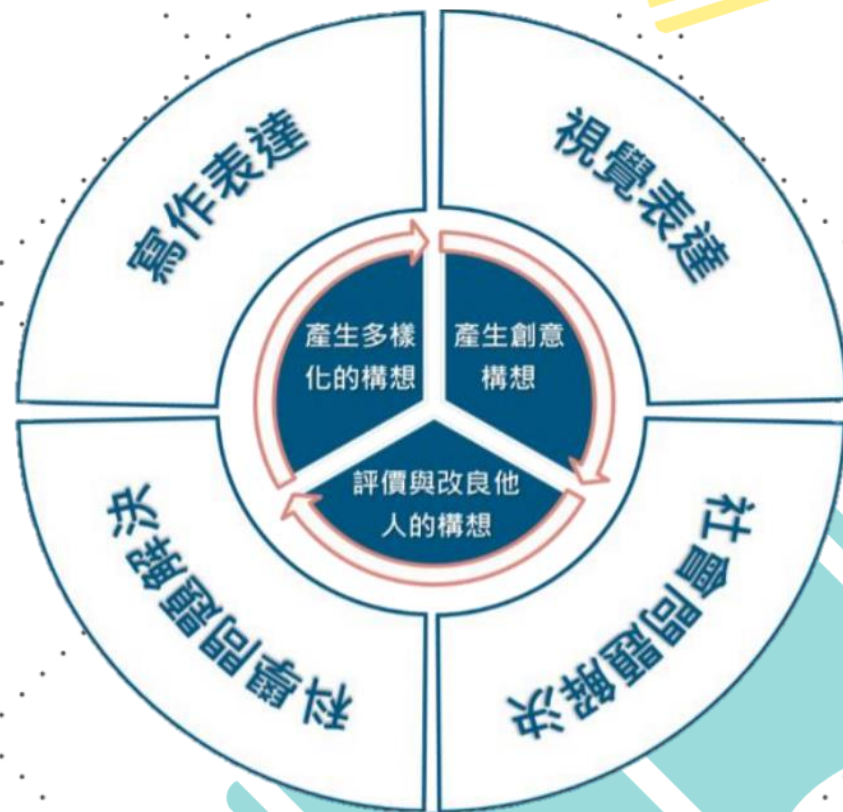 寫作表達
視覺表達
產生多樣
化的構想
產生創意
構想
評價與改良他
人的構想
科學問題解決
社會問題解決